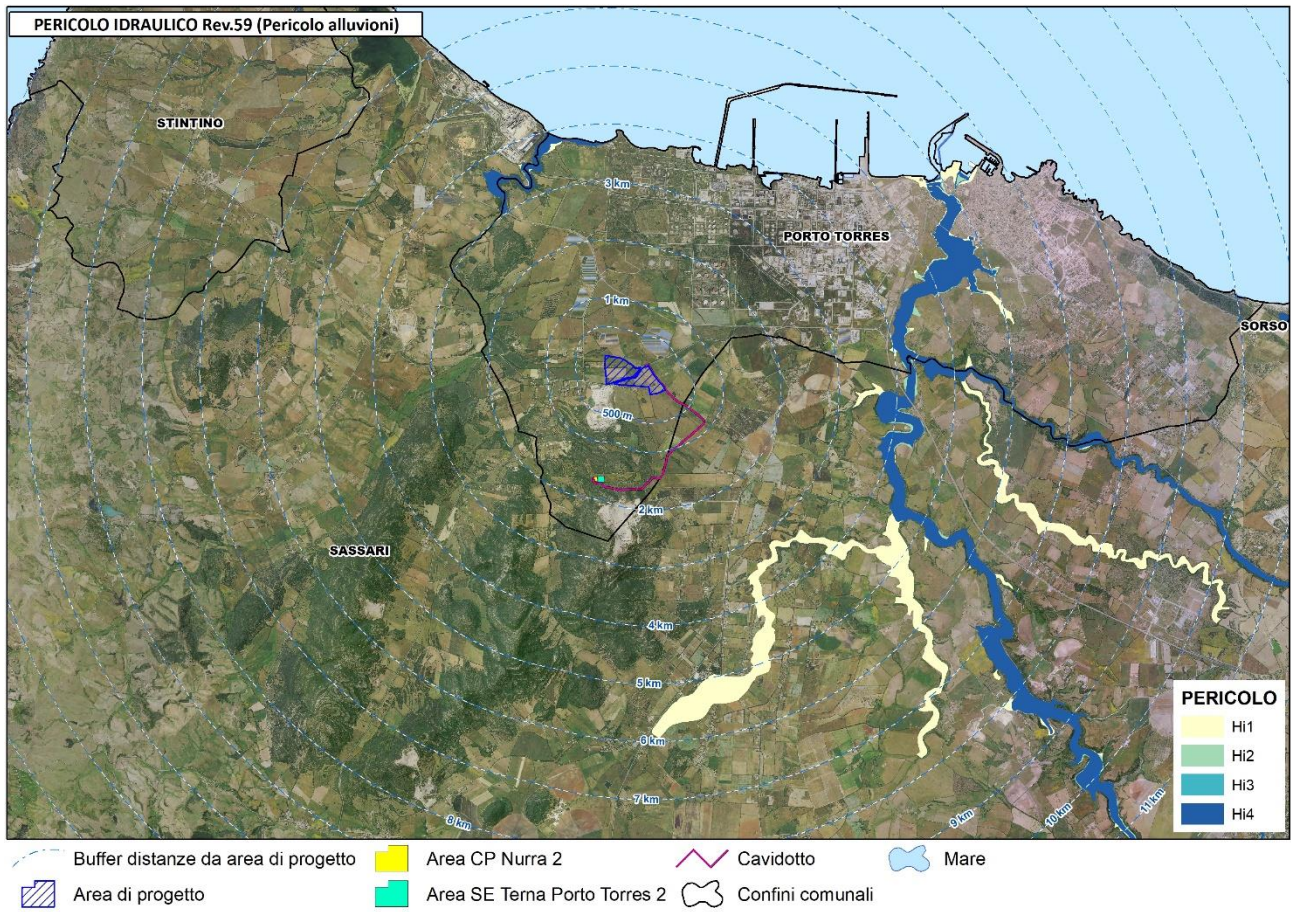 PERICOLO IDRAULICO Rev.59 (Pericolo alluvioni)
STINTINO
3 km
PORTO TORRES
1 km
SORSO
500 m
2 km
SASSARI
4 km
5 km
6 km
7 km
8 km
9 km
10 km
11 km
PERICOLO
Hi1
Hi2
Hi3
Hi4
Buffer distanze da area di progetto
Area CP Nurra 2
Cavidotto
Mare
Area di progetto
Area SE Terna Porto Torres 2
Confini comunali